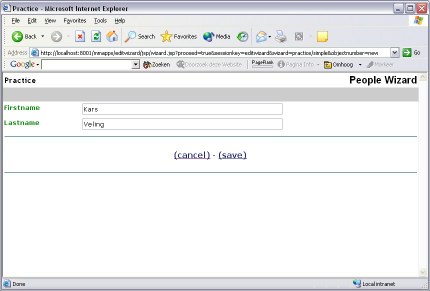 Practice - Microsoft Internet Explorer
File Edit View Favorites Tools Help
Back Search Favorites Media
Address http://localhost:8001/mmapps/editwizard/jsp/wizard.jsp?proceed=true&sessionkey=editwizard&wizard=practice/simple&objectnumber=new Go
Google Zoeken Doorzoek deze Website PageRank Pagina Info Omhoog Markeer
Practice People Wizard
Firstname Kars
Lastname Veling
(cancel) - (save)
Done Local intranet